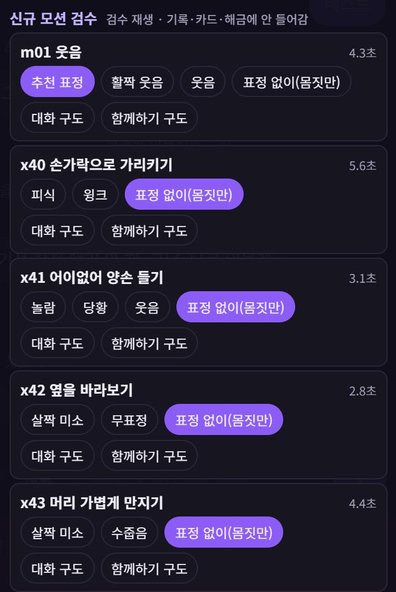 신규 모션 검수 검수 재생 · 기록·카드·해금에 안 들어감
m01 웃음 4.3초
추천 표정 활짝 웃음 웃음 표정 없이(몸짓만)
대화 구도 함께하기 구도
x40 손가락으로 가리키기 5.6초
피식 윙크 표정 없이(몸짓만)
대화 구도 함께하기 구도
x41 어이없어 양손 들기 3.1초
놀람 당황 웃음 표정 없이(몸짓만)
대화 구도 함께하기 구도
x42 옆을 바라보기 2.8초
살짝 미소 무표정 표정 없이(몸짓만)
대화 구도 함께하기 구도
x43 머리 가볍게 만지기 4.4초
살짝 미소 수줍음 표정 없이(몸짓만)
대화 구도 함께하기 구도